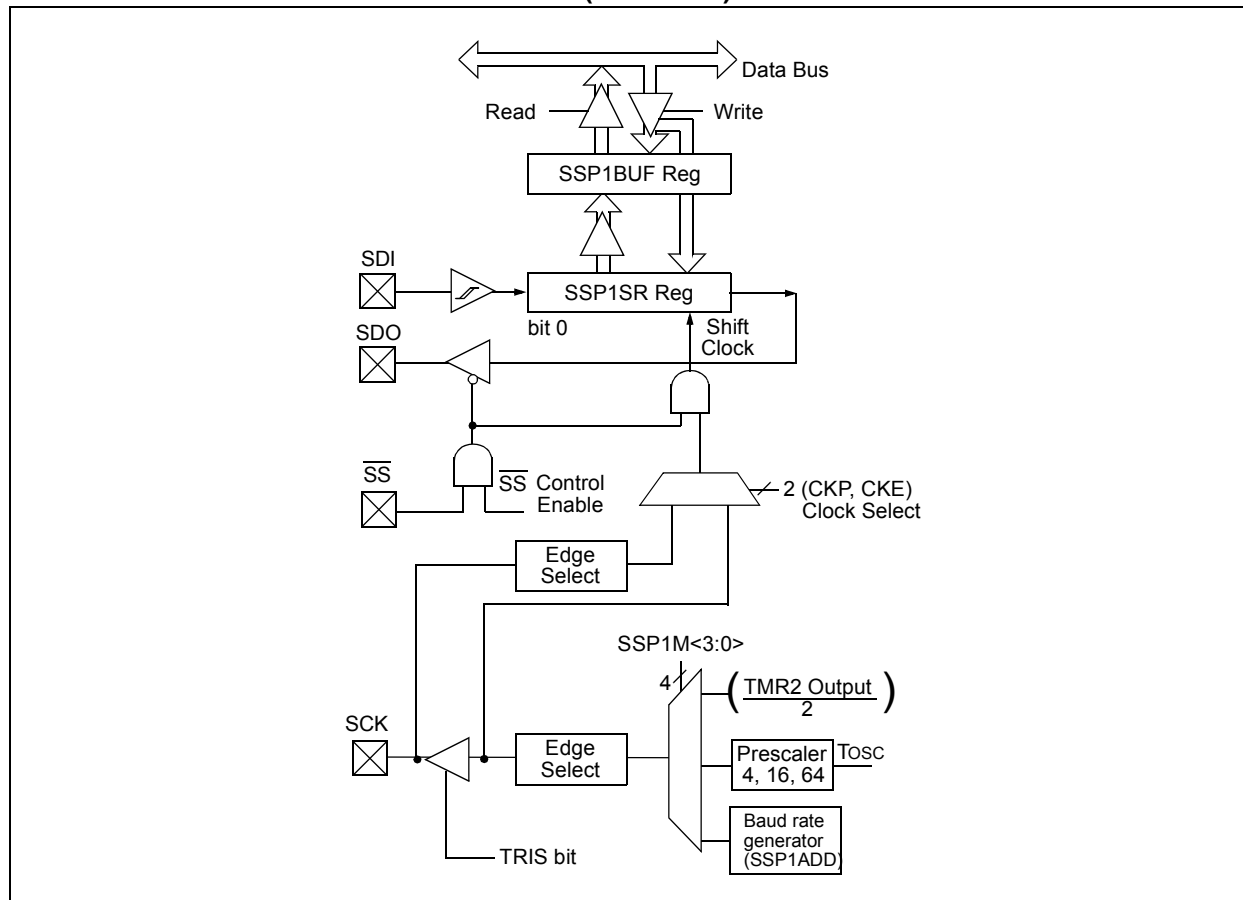 Data Bus
Read
Write
SSP1BUF Reg
SDI
SSP1SR Reg
bit 0
Shift
Clock
SDO
SS
SS Control
Enable
2 (CKP, CKE)
Clock Select
Edge
Select
SSP1M<3:0>
4
(TMR2 Output)
2
SCK
Edge
Select
Prescaler
4, 16, 64
TOSC
Baud rate
generator
(SSP1ADD)
TRIS bit